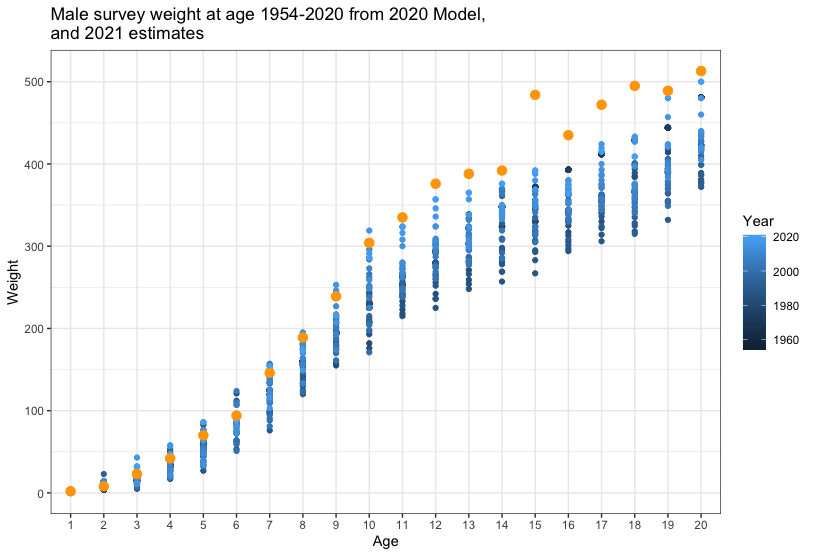 Male survey weight at age 1954-2020 from 2020 Model,
and 2021 estimates
Weight
500
400
300
200
100
0
1 2 3 4 5 6 7 8 9 10 11 12 13 14 15 16 17 18 19 20
Age
Year
2020
2000
1980
1960